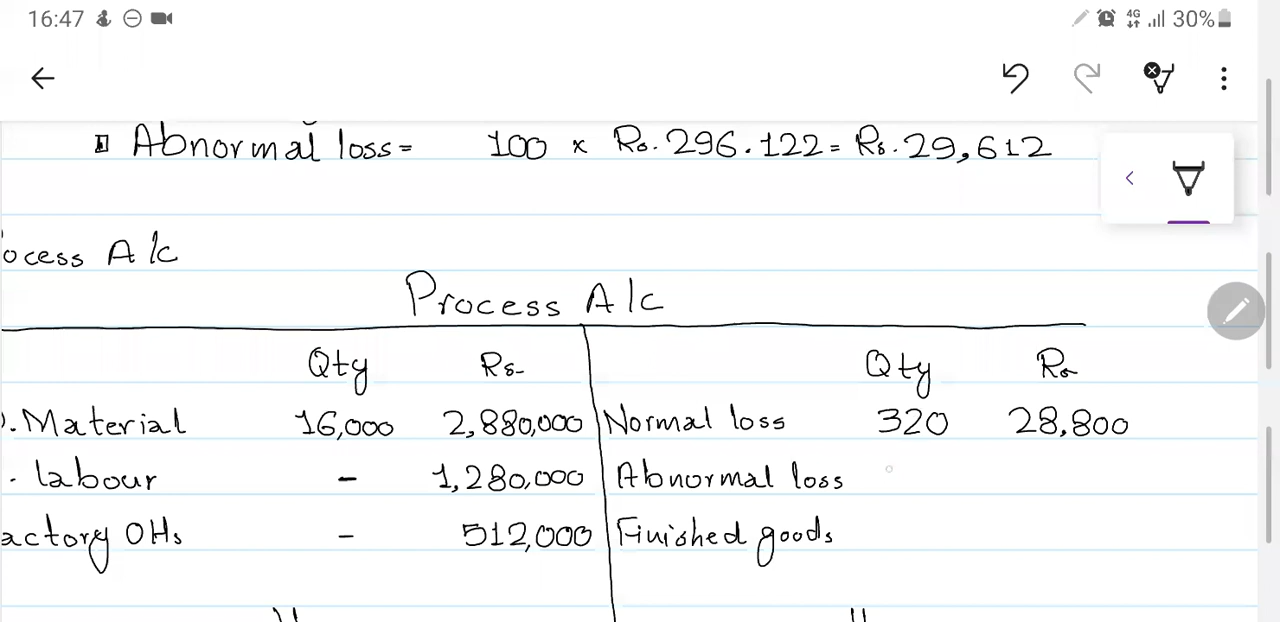 16:47 4G 30%
Abnormal loss = 100 × Rs. 296.122 = Rs. 29,612
ocess A/c
Process A/c
Qty Rs. Qty Rs
). Material 16,000 2,880,000 Normal loss 320 28,800
. labour - 1,280,000 Abnormal loss
actory OHs - 512,000 Finished goods